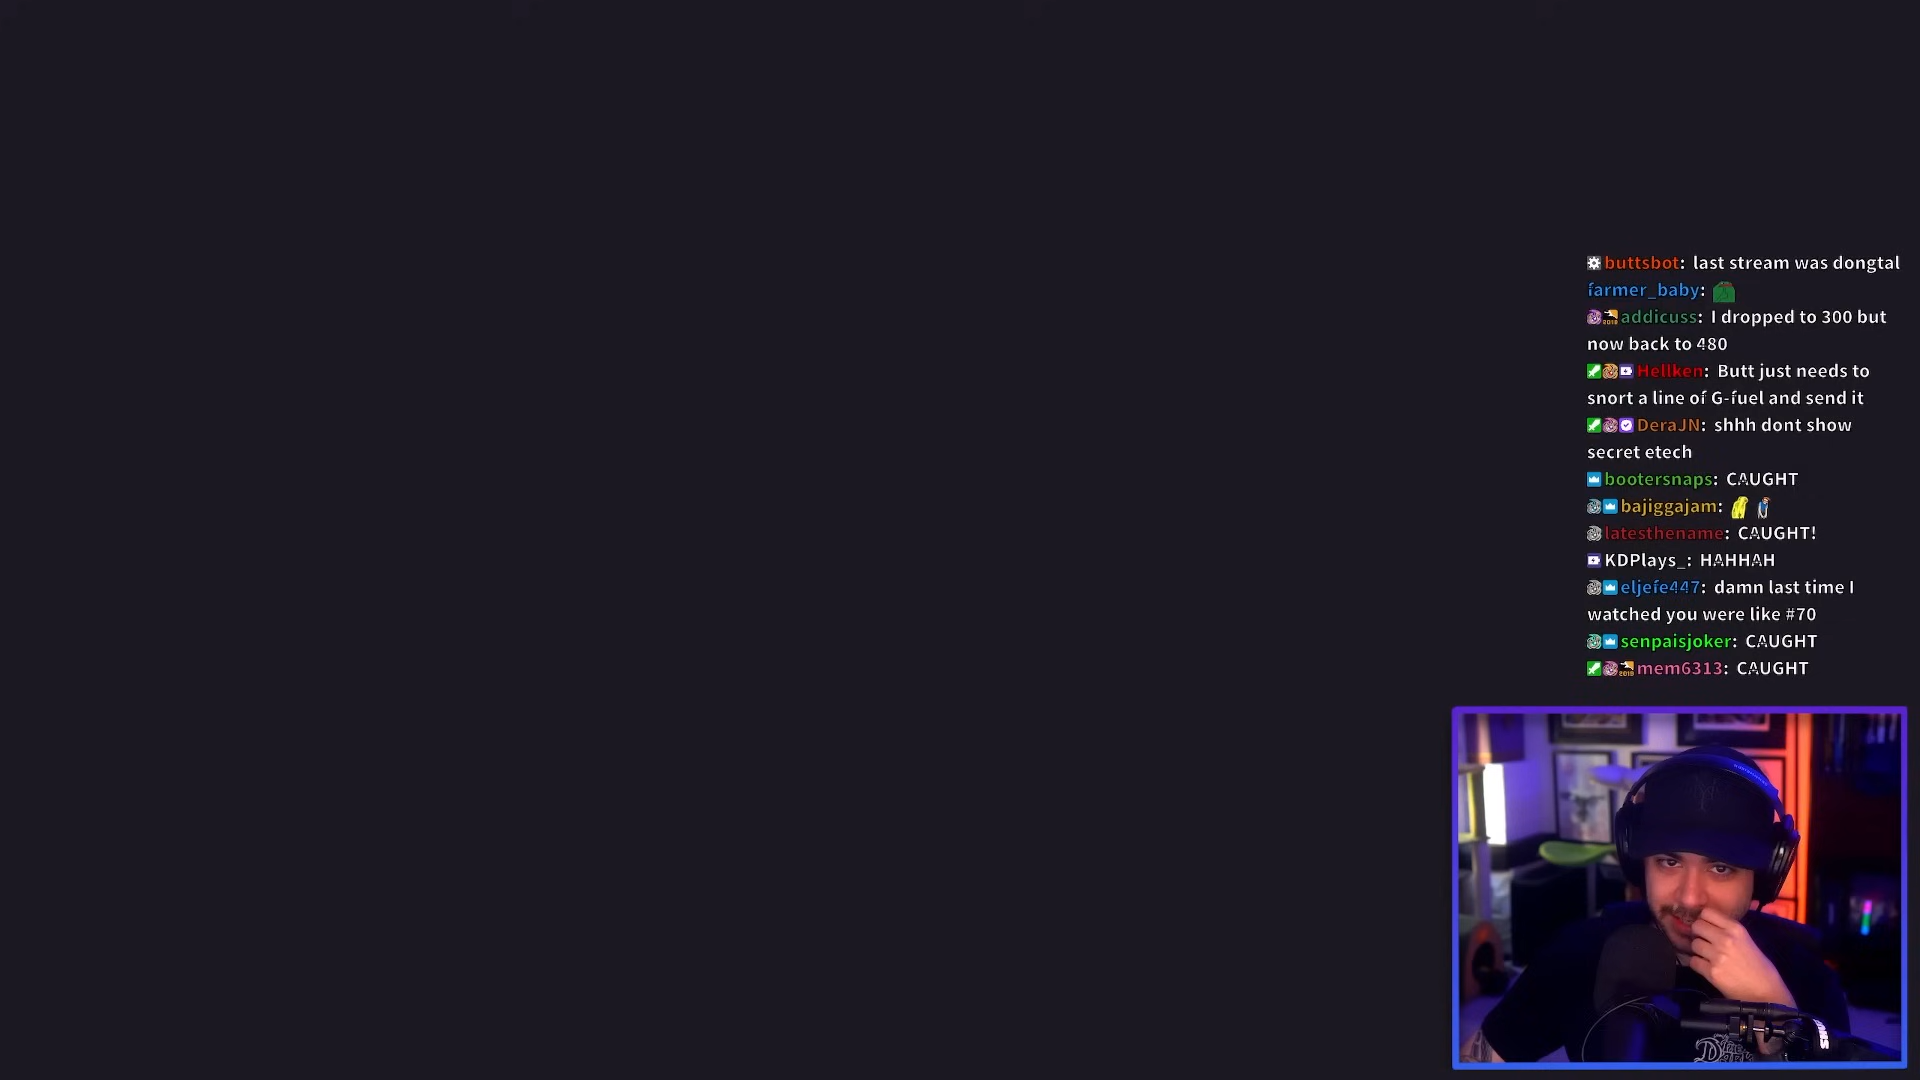 buttsbot: last stream was dongtal
farmer_baby:
addicuss: I dropped to 300 but
now back to 480
Hellken: Butt just needs to
snort a line of G-fuel and send it
DeraJN: shhh dont show
secret etech
bootersnaps: CAUGHT
bajiggajam:
latesthename: CAUGHT!
KDPlays_: HAHHAH
eljefe447: damn last time I
watched you were like #70
senpaisjoker: CAUGHT
mem6313: CAUGHT